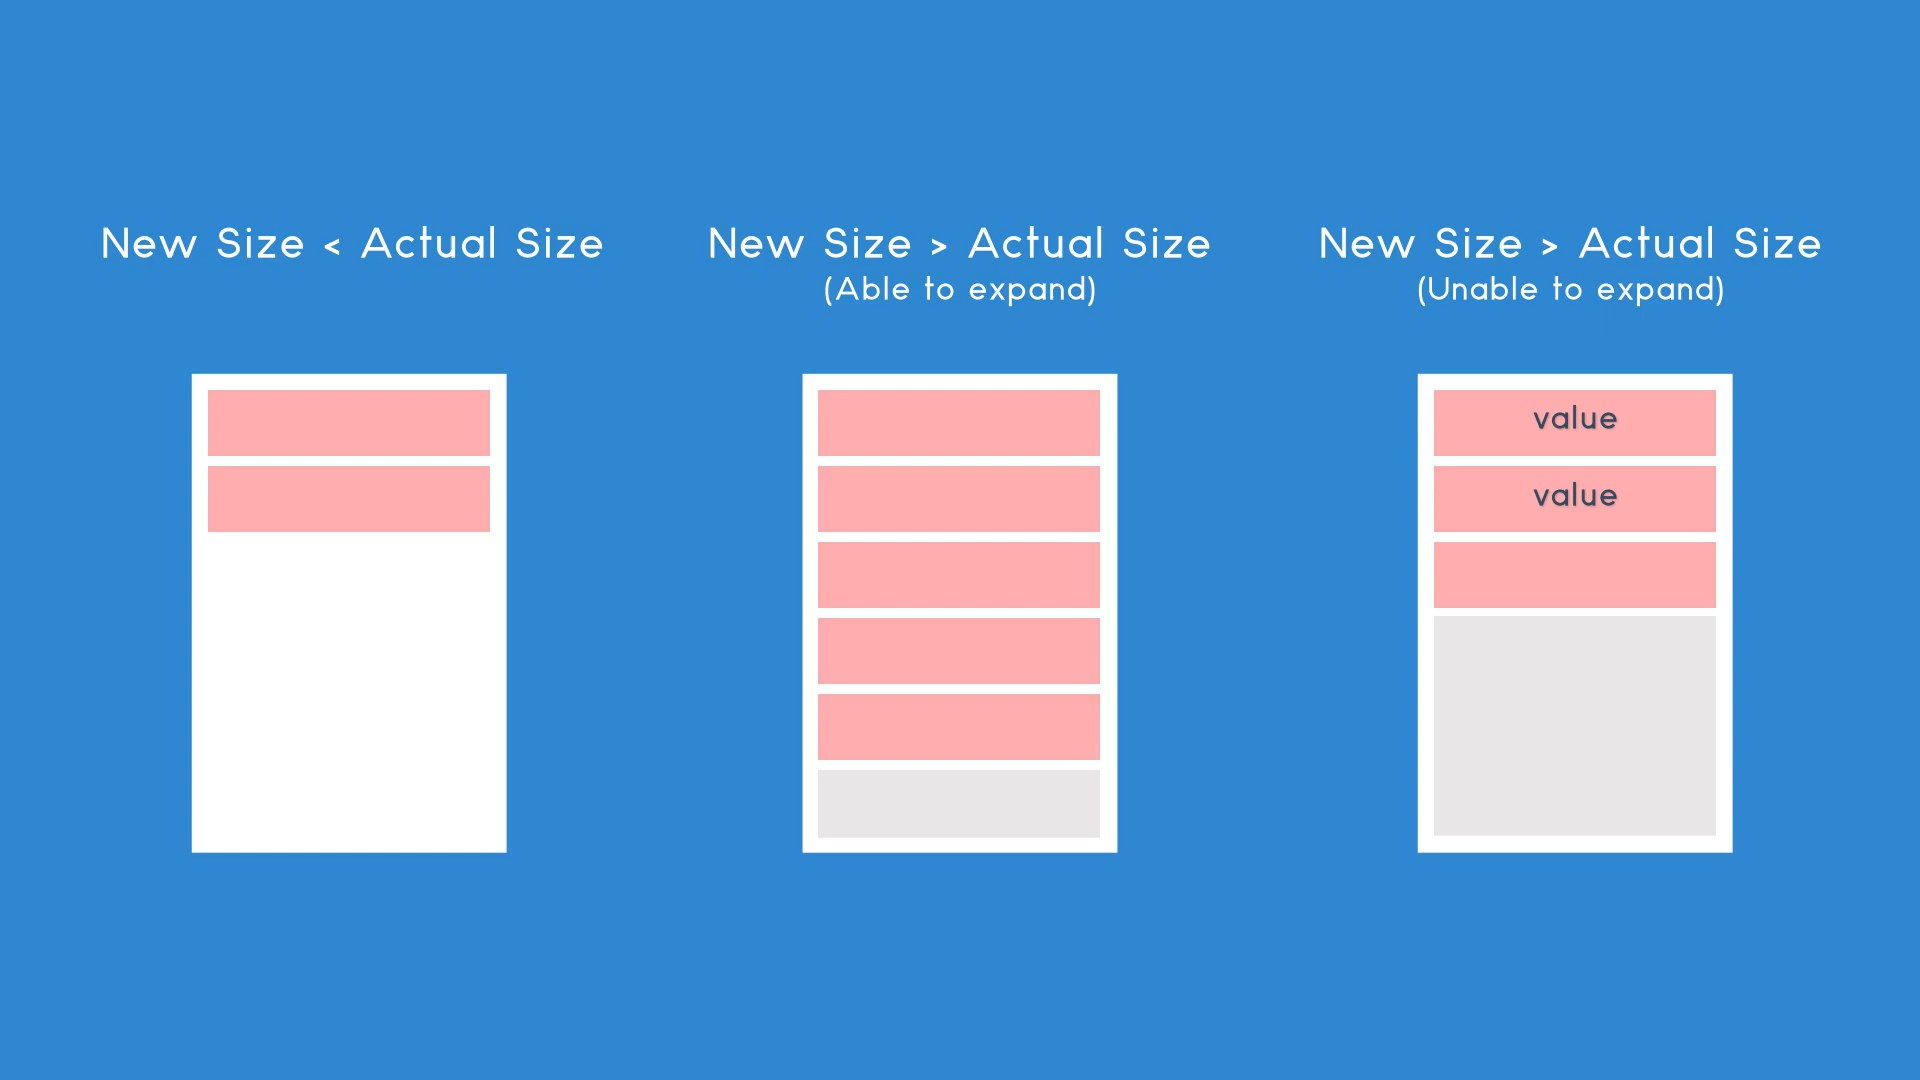 New Size < Actual Size
New Size > Actual Size
(Able to expand)
New Size > Actual Size
(Unable to expand)
value
value